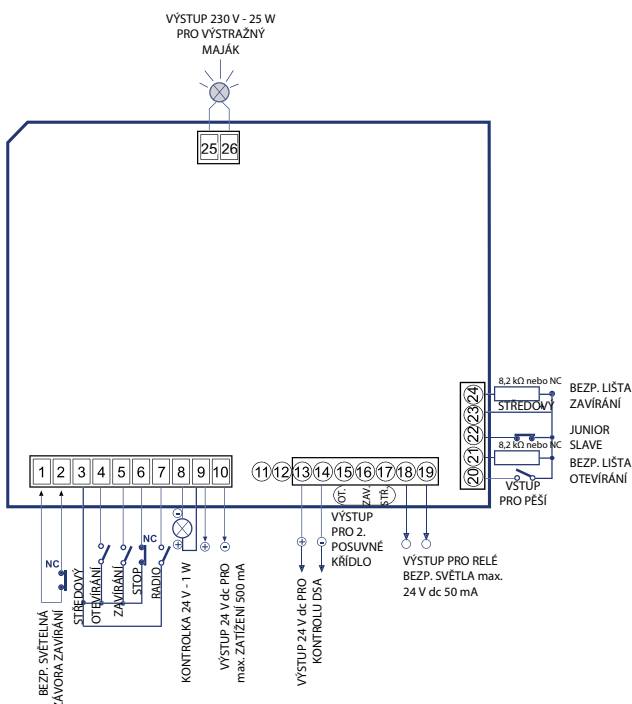 VÝSTUP 230 V - 25 W
PRO VÝSTRAŽNÝ
MAJÁK
25 26
24
23
22
21
20
8,2 kΩ nebo NC
STŘEDOVÝ
8,2 kΩ nebo NC
VSTUP
PRO PĚŠÍ
BEZP. LIŠTA
ZAVÍRÁNÍ
JUNIOR
SLAVE
BEZP. LIŠTA
OTEVÍRÁNÍ
1 2 3 4 5 6 7 8 9 10
11 12 13 14 15 16 17 18 19
NC
NC
BEZP. SVĚTELNÁ
ZÁVORA ZAVÍRÁNÍ
STŘEDOVÝ
OTEVÍRÁNÍ
ZAVÍRÁNÍ
STOP
RADIO
KONTROLKA 24 V - 1 W
VÝSTUP 24 V dc PRO
max. ZATÍŽENÍ 500 mA
VÝSTUP 24 V dc PRO
KONTROLU DSA
OT.
ZAV.
STŘ.
VÝSTUP
PRO 2.
POSUVNÉ
KŘÍDLO
VÝSTUP PRO RELÉ
BEZP. SVĚTLA max.
24 V dc 50 mA